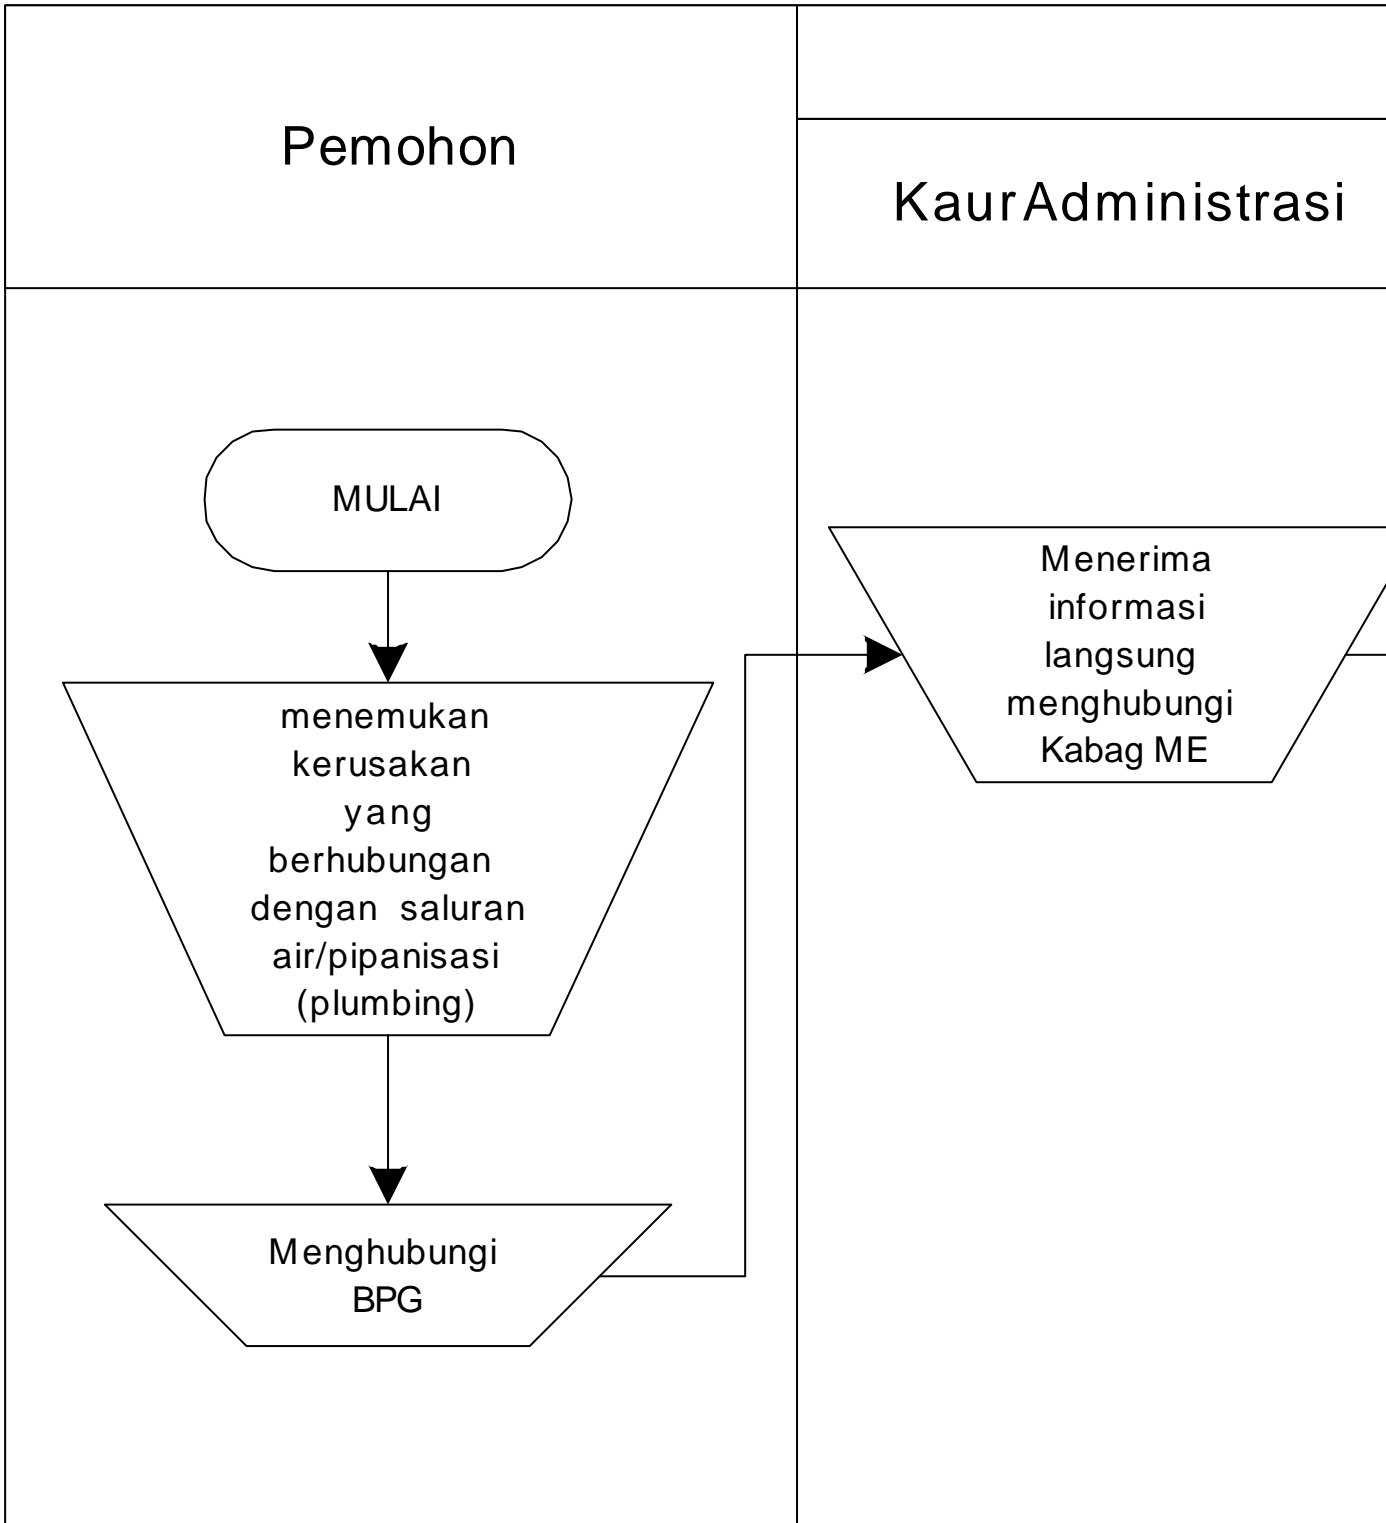 Pemohon
Kaur Administrasi
MULAI
menemukan
kerusakan
yang
berhubungan
dengan saluran
air/pipanisasi
(plumbing)
Menghubungi
BPG
Menerima
informasi
langsung
menghubungi
Kabag ME